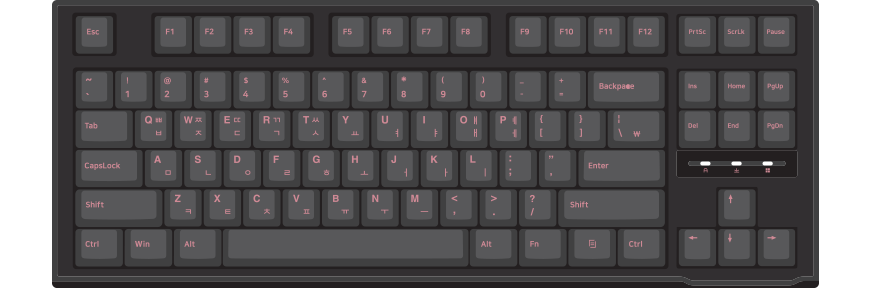 Esc F1 F2 F3 F4 F5 F6 F7 F8 F9 F10 F11 F12 PrtSc ScrLk Pause
~ ! @ # $ % ^ & * ( ) _ +
` 1 2 3 4 5 6 7 8 9 0 - = Backpace Ins Home PgUp
Tab Q ㅃ W ㅉ E ㄸ R ㄲ T ㅆ Y U I O ㅒ P ㅖ { } ¦
ㅂ ㅈ ㄷ ㄱ ㅅ ㅛ ㅕ ㅑ ㅐ ㅔ [ ] \ ₩ Del End PgDn
CapsLock A S D F G H J K L : " Enter
ㅁ ㄴ ㅇ ㄹ ㅎ ㅗ ㅓ ㅏ ㅣ ; '
Shift Z X C V B N M < > ? Shift ↑
ㅋ ㅌ ㅊ ㅍ ㅠ ㅜ ㅡ , . /
Ctrl Win Alt Alt Fn Ctrl ← ↓ →